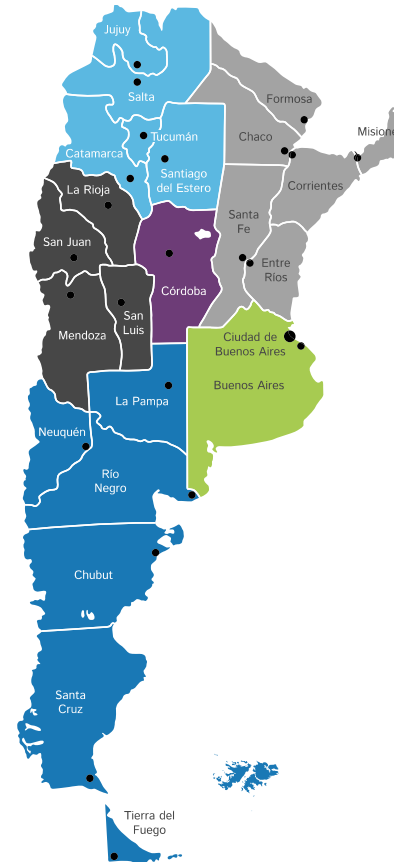 Jujuy
Salta
Formosa
Misione
Tucumán
Chaco
Catamarca
Santiago
del Estero
La Rioja
Corrientes
Santa
Fe
San Juan
Entre
Ríos
Córdoba
San
Luis
Mendoza
Ciudad de
Buenos Aires
Buenos Aires
La Pampa
Neuquén
Río
Negro
Chubut
Santa
Cruz
Tierra del
Fuego